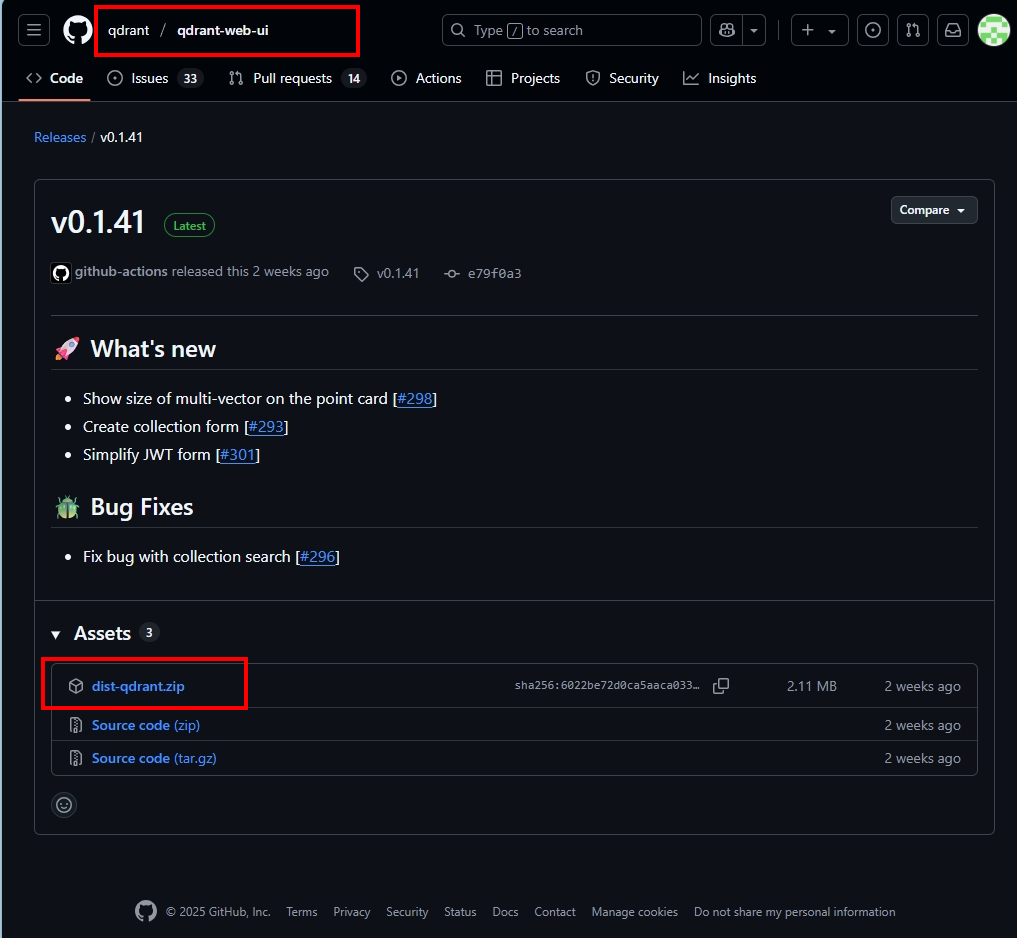 qdrant / qdrant-web-ui
Type / to search
Code
Issues 33
Pull requests 14
Actions
Projects
Security
Insights
Releases / v0.1.41
v0.1.41 Latest
Compare
github-actions released this 2 weeks ago v0.1.41 e79f0a3
What's new
Show size of multi-vector on the point card [#298]
Create collection form [#293]
Simplify JWT form [#301]
Bug Fixes
Fix bug with collection search [#296]
Assets 3
dist-qdrant.zip sha256:6022be72d0ca5aaca033… 2.11 MB 2 weeks ago
Source code (zip) 2 weeks ago
Source code (tar.gz) 2 weeks ago
© 2025 GitHub, Inc. Terms Privacy Security Status Docs Contact Manage cookies Do not share my personal information